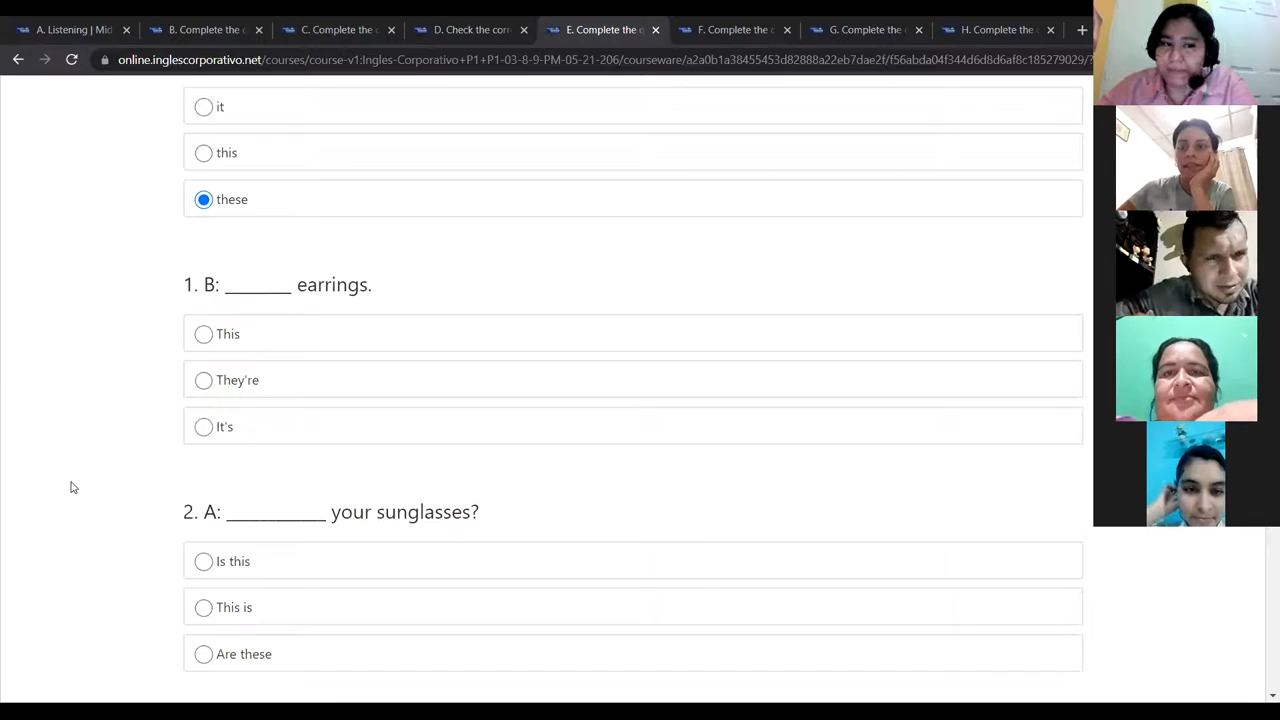 A. Listening | Mid
B. Complete the c
C. Complete the c
D. Check the corr
E. Complete the c
F. Complete the c
G. Complete the c
H. Complete the c
online.inglescorporativo.net/courses/course-v1:Ingles-Corporativo+P1+P1-03-8-9-PM-05-21-206/courseware/a2a0b1a38455453d82888a22eb7dae2f/f56abda04f344d6d8d6af8c185279029/?
it
this
these
1. B: _______ earrings.
This
They're
It's
2. A: ___________ your sunglasses?
Is this
This is
Are these